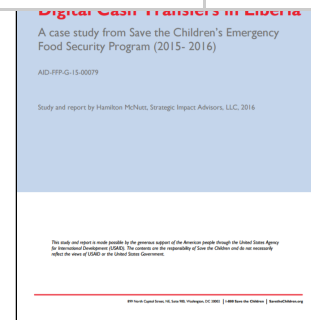 Digital Cash Transfers in Liberia
A case study from Save the Children's Emergency
Food Security Program (2015- 2016)
AID-FFP-G-15-00079
Study and report by Hamilton McNutt, Strategic Impact Advisors, LLC, 2016
This study and report is made possible by the generous support of the American people through the United States Agency
for International Development (USAID). The contents are the responsibility of Save the Children and do not necessarily
reflect the views of USAID or the United States Government.
899 North Capitol Street, NE, Suite 900, Washington, DC 20002 | 1-800 Save the Children | SavetheChildren.org